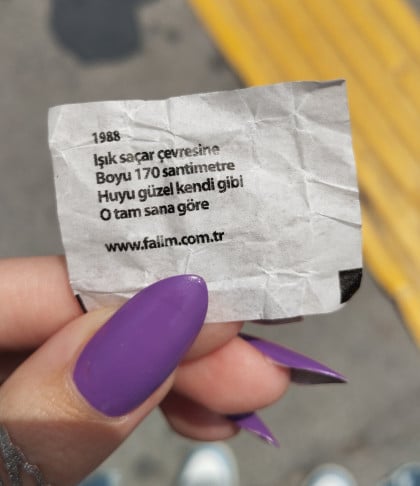 1988
Işık saçar çevresine
Boyu 170 santimetre
Huyu güzel kendi gibi
O tam sana göre
www.falim.com.tr